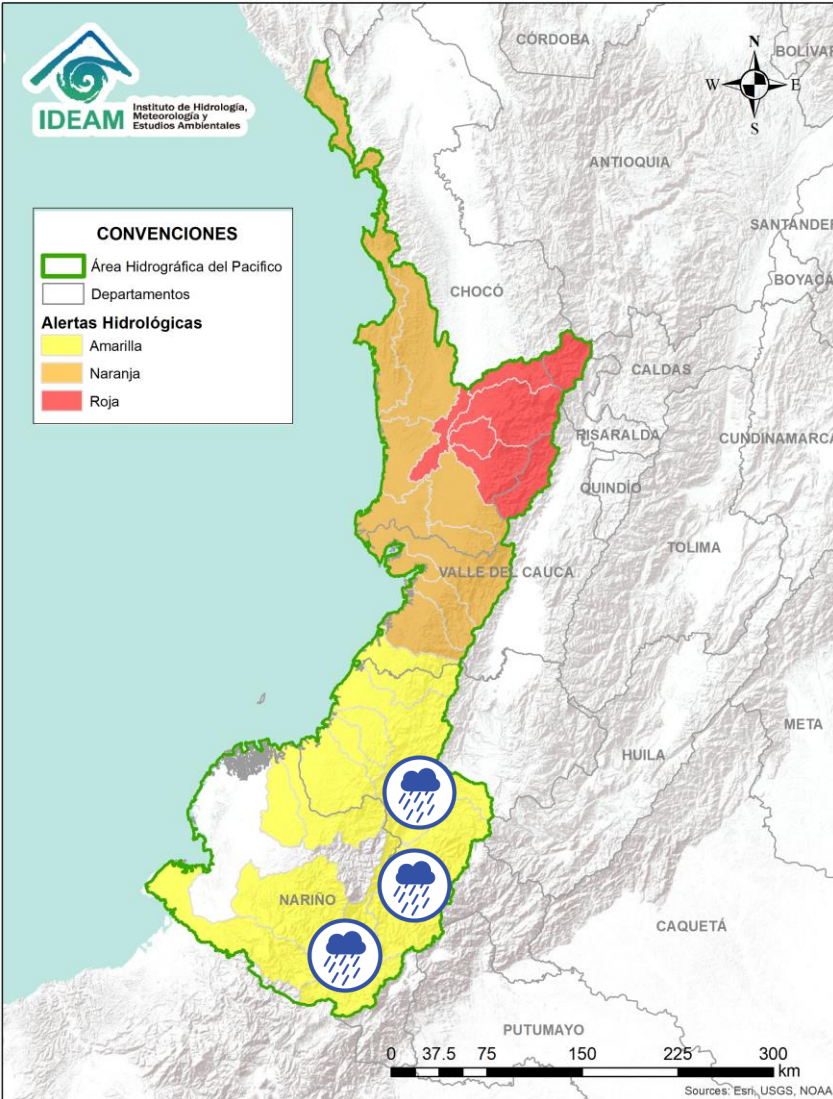 CÓRDOBA
BOLÍVAR
N
W
E
S
IDEAM
Instituto de Hidrología,
Meteorología y
Estudios Ambientales
ANTIOQUIA
SANTANDER
BOYACÁ
CONVENCIONES
Área Hidrográfica del Pacifico
Departamentos
Alertas Hidrológicas
Amarilla
Naranja
Roja
CHOCÓ
CALDAS
RISARALDA
CUNDINAMARCA
QUINDÍO
TOLIMA
VALLE DEL CAUCA
META
HUILA
NARIÑO
CAQUETÁ
PUTUMAYO
0 37.5 75 150 225 300
km
Sources: Esri, USGS, NOAA